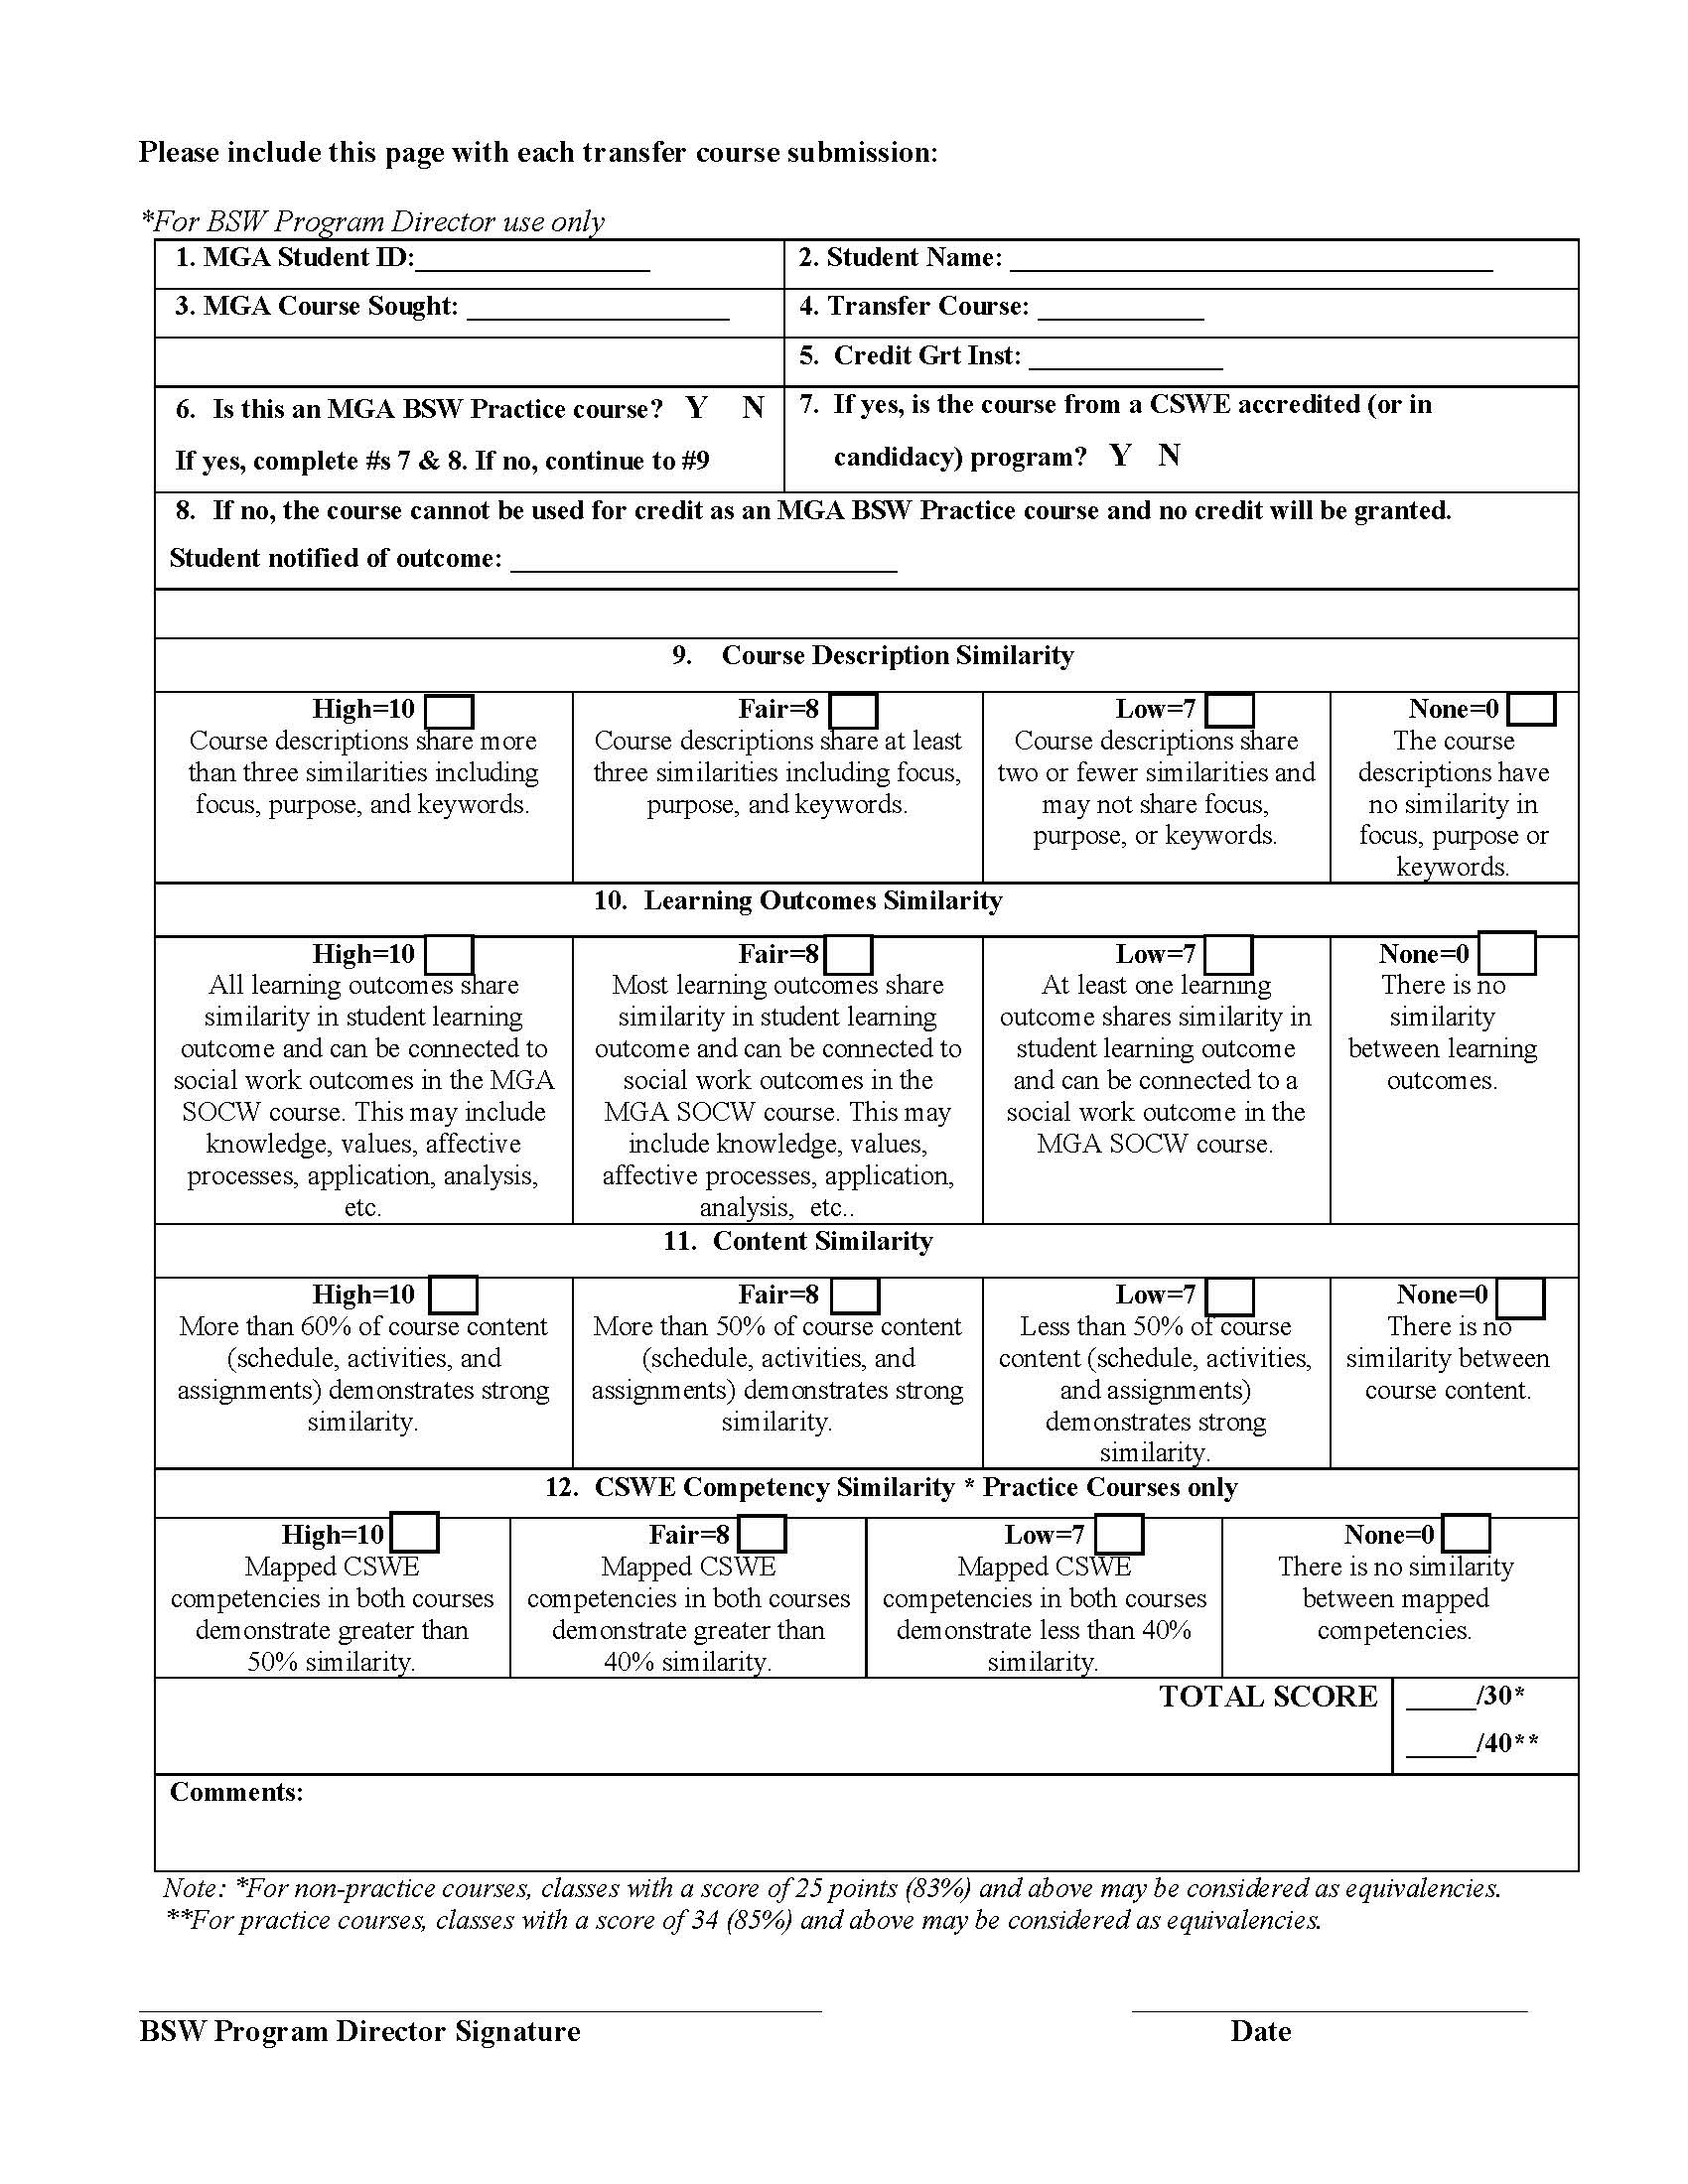 Please include this page with each transfer course submission:
*For BSW Program Director use only
1. MGA Student ID:_________________
2. Student Name: ___________________________________
3. MGA Course Sought: ___________________
4. Transfer Course: ____________
5. Credit Grt Inst: ______________
6. Is this an MGA BSW Practice course? Y N
If yes, complete #s 7 & 8. If no, continue to #9
7. If yes, is the course from a CSWE accredited (or in
candidacy) program? Y N
8. If no, the course cannot be used for credit as an MGA BSW Practice course and no credit will be granted.
Student notified of outcome: ______________________________
9. Course Description Similarity
High=10
Course descriptions share more
than three similarities including
focus, purpose, and keywords.
Fair=8
Course descriptions share at least
three similarities including focus,
purpose, and keywords.
Low=7
Course descriptions share
two or fewer similarities and
may not share focus,
purpose, or keywords.
None=0
The course
descriptions have
no similarity in
focus, purpose or
keywords.
10. Learning Outcomes Similarity
High=10
All learning outcomes share
similarity in student learning
outcome and can be connected to
social work outcomes in the MGA
SOCW course. This may include
knowledge, values, affective
processes, application, analysis,
etc.
Fair=8
Most learning outcomes share
similarity in student learning
outcome and can be connected to
social work outcomes in the
MGA SOCW course. This may
include knowledge, values,
affective processes, application,
analysis, etc..
Low=7
At least one learning
outcome shares similarity in
student learning outcome
and can be connected to a
social work outcome in the
MGA SOCW course.
None=0
There is no
similarity
between learning
outcomes.
11. Content Similarity
High=10
More than 60% of course content
(schedule, activities, and
assignments) demonstrates strong
similarity.
Fair=8
More than 50% of course content
(schedule, activities, and
assignments) demonstrates strong
similarity.
Low=7
Less than 50% of course
content (schedule, activities,
and assignments)
demonstrates strong
similarity.
None=0
There is no
similarity between
course content.
12. CSWE Competency Similarity * Practice Courses only
High=10
Mapped CSWE
competencies in both courses
demonstrate greater than
50% similarity.
Fair=8
Mapped CSWE
competencies in both courses
demonstrate greater than
40% similarity.
Low=7
Mapped CSWE
competencies in both courses
demonstrate less than 40%
similarity.
None=0
There is no similarity
between mapped
competencies.
TOTAL SCORE
_____/30*
_____/40**
Comments:
Note: *For non-practice courses, classes with a score of 25 points (83%) and above may be considered as equivalencies.
**For practice courses, classes with a score of 34 (85%) and above may be considered as equivalencies.
BSW Program Director Signature
Date